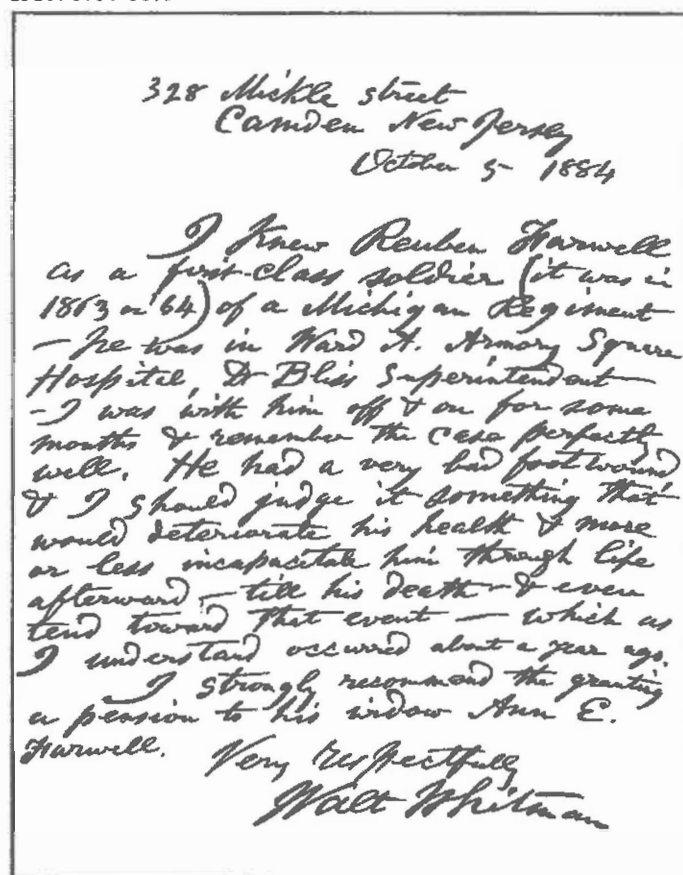 328 Mickle street
Camden New Jersey
October 5 1884
I knew Reuben Farwell
as a first-class soldier (it was in
1863 or '64) of a Michigan Regiment
— he was in Ward A. Armory Square
Hospital, Dr Bliss Superintendent —
— I was with him off & on for some
months & remember the case perfectly
well. He had a very bad foot wound
& I should judge it something that
would deteriorate his health & more
or less incapacitate him through life
afterward, — till his death — & even
tend toward that event — which as
I understand occurred about a year ago.
I strongly recommend the granting
a pension to his widow Ann E.
Farwell.
Very respectfully
Walt Whitman